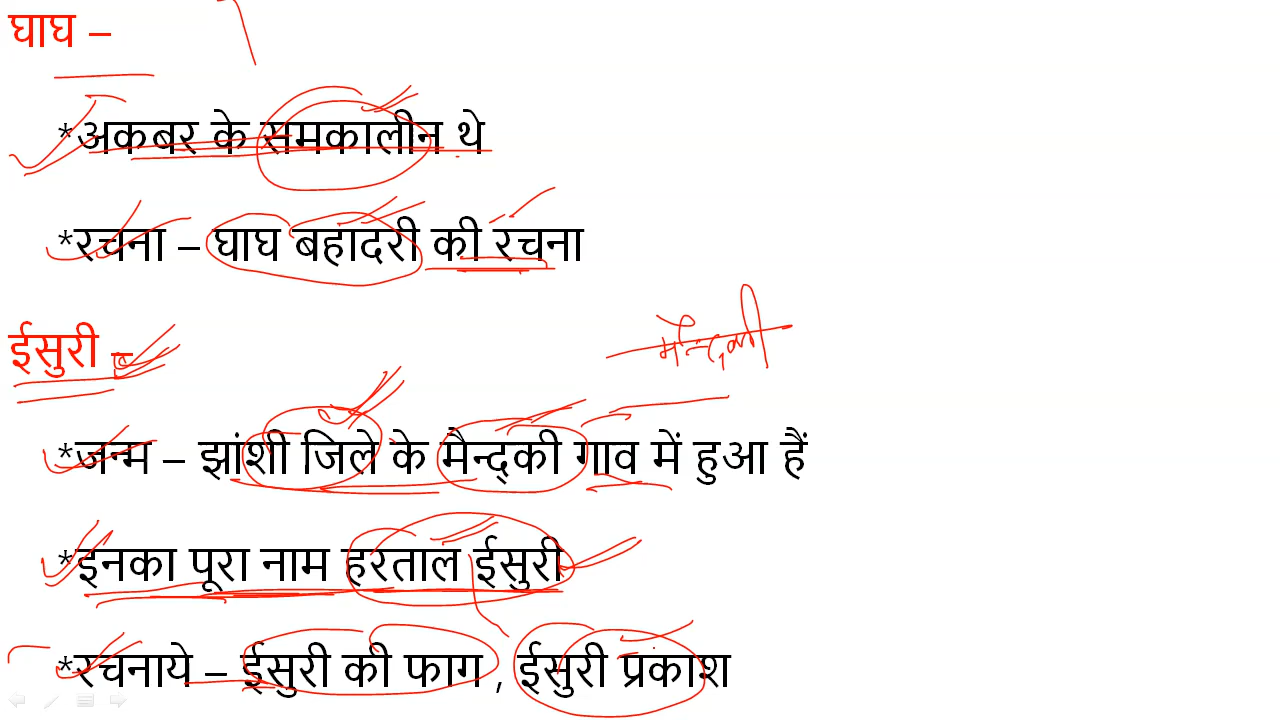 घाघ –
*अकबर के समकालीन थे
*रचना – घाघ बहादरी की रचना
ईसुरी –
मैन्द्की
*जन्म – झांशी जिले के मैन्द्की गाव में हुआ हैं
*इनका पूरा नाम हरताल ईसुरी
*रचनाये – ईसुरी की फाग , ईसुरी प्रकाश